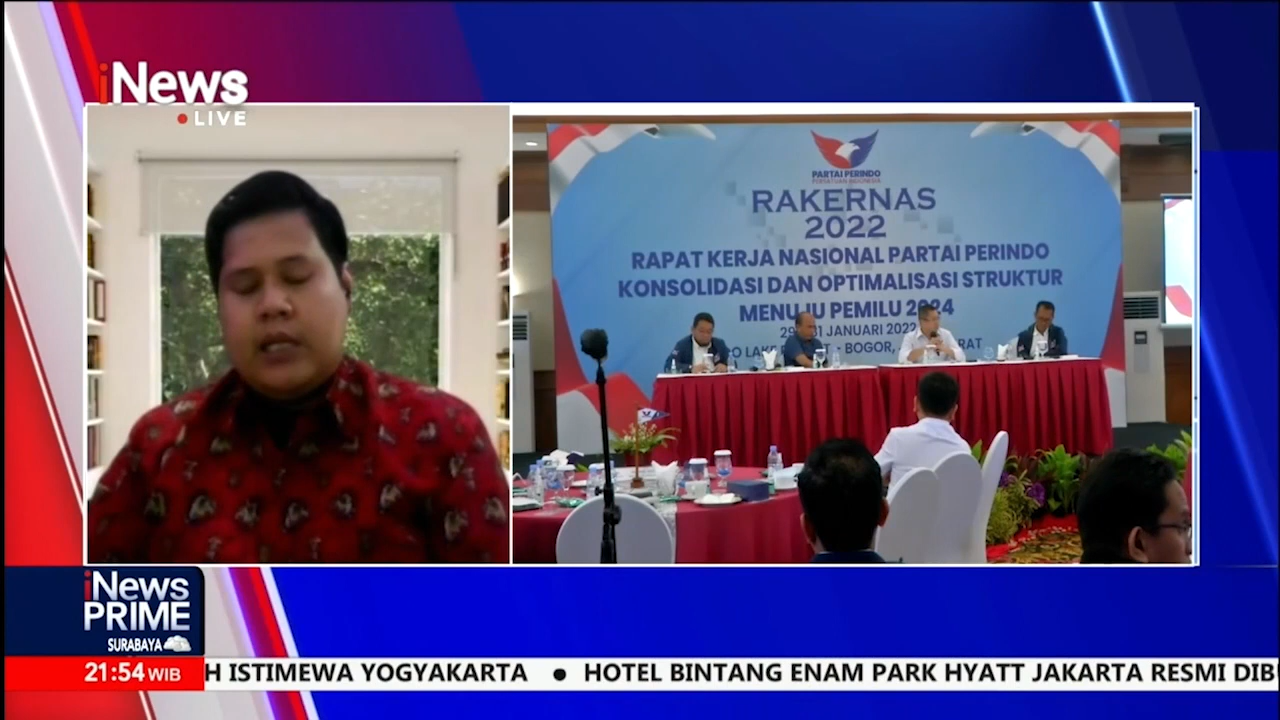 iNews
LIVE
PARTAI PERINDO
PERSATUAN INDONESIA
RAKERNAS
2022
RAPAT KERJA NASIONAL PARTAI PERINDO
KONSOLIDASI DAN OPTIMALISASI STRUKTUR
MENUJU PEMILU 2024
31 JANUARI 2022
LAKE - BOGOR,
iNews
PRIME
SURABAYA
21:54 WIB
H ISTIMEWA YOGYAKARTA • HOTEL BINTANG ENAM PARK HYATT JAKARTA RESMI DIB